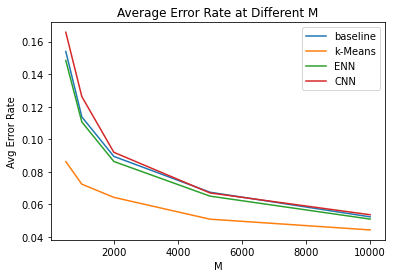 Average Error Rate at Different M
baseline
k-Means
ENN
CNN
0.16
0.14
0.12
0.10
0.08
0.06
0.04
Avg Error Rate
2000 4000 6000 8000 10000
M